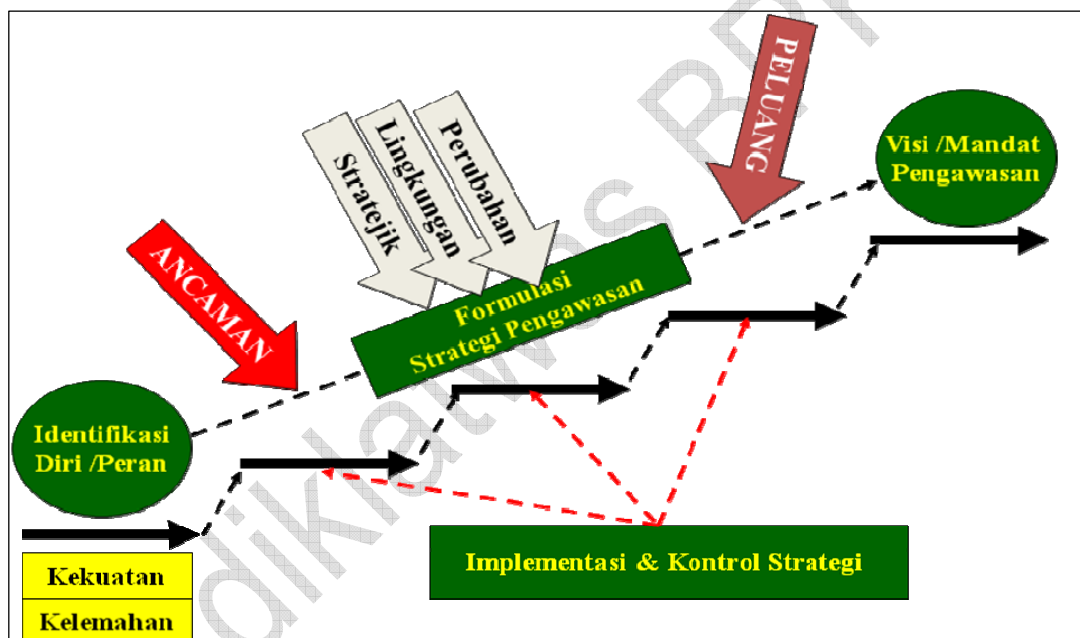 PELUANG
Visi /Mandat
Pengawasan
Perubahan
Lingkungan
Stratejik
ANCAMAN
Formulasi
Strategi Pengawasan
Identifikasi
Diri /Peran
Implementasi & Kontrol Strategi
Kekuatan
Kelemahan
diklatwas